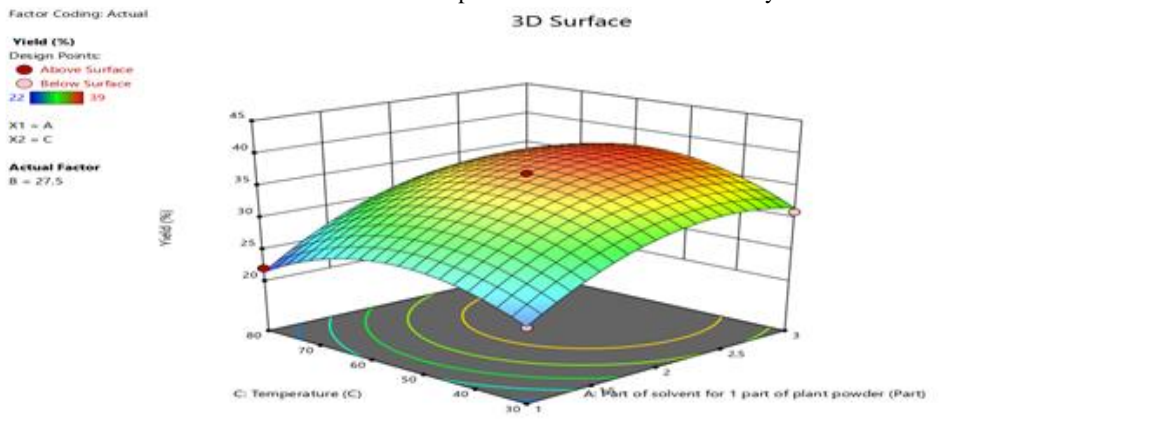 3D Surface
Factor Coding: Actual
Yield (%)
Design Points:
Above Surface
Below Surface
22 39
X1 = A
X2 = C
Actual Factor
B = 27.5
Yield (%)
45
40
35
30
25
20
80
70
60
50
40
30
1
2
2.5
3
C: Temperature (C)
A: Part of solvent for 1 part of plant powder (Part)